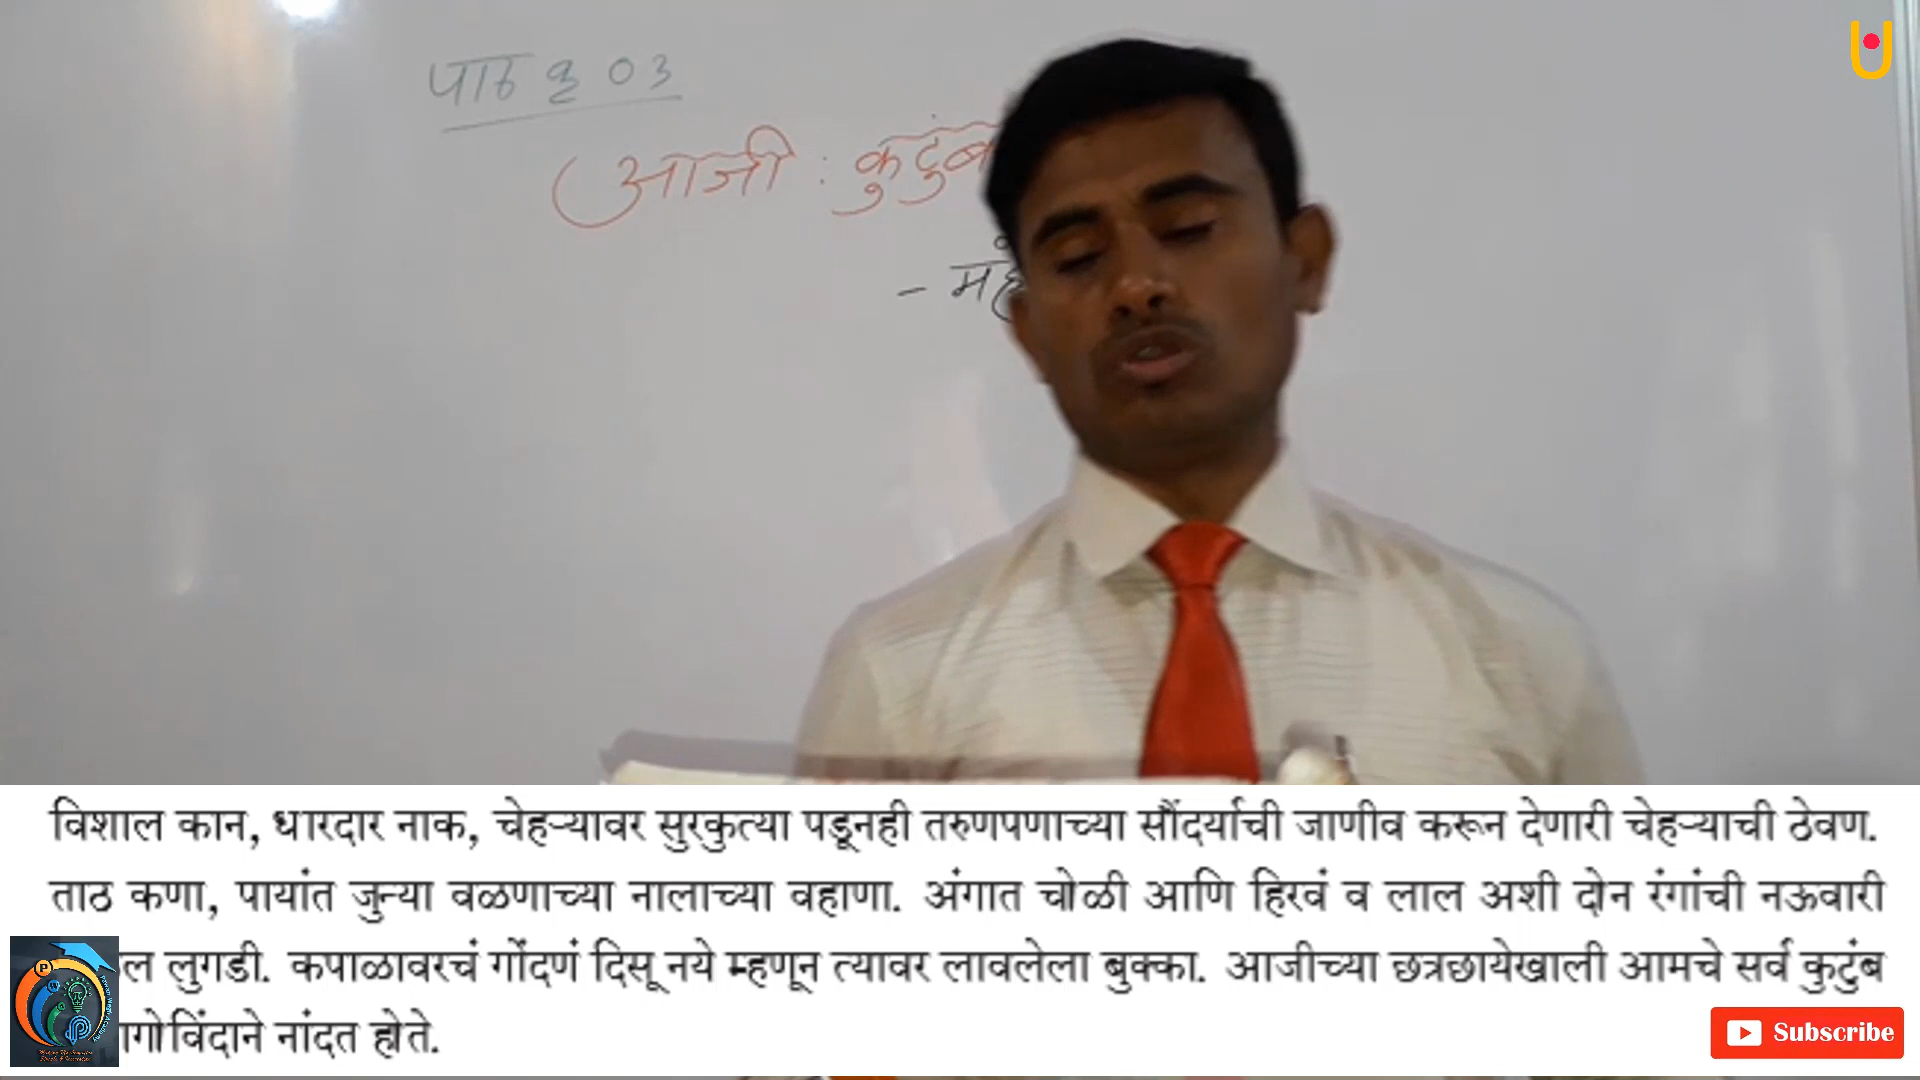 पाठ क्र 03
आजी : कुटुंब
-
विशाल कान, धारदार नाक, चेहऱ्यावर सुरकुत्या पडूनही तरुणपणाच्या सौंदर्याची जाणीव करून देणारी चेहऱ्याची ठेवण.
ताठ कणा, पायांत जुन्या वळणाच्या नालाच्या वहाणा. अंगात चोळी आणि हिरवं व लाल अशी दोन रंगांची नऊवारी
ल लुगडी. कपाळावरचं गोंदणं दिसू नये म्हणून त्यावर लावलेला बुक्का. आजीच्या छत्रछायेखाली आमचे सर्व कुटुंब
गोविंदाने नांदत होते.
Subscribe